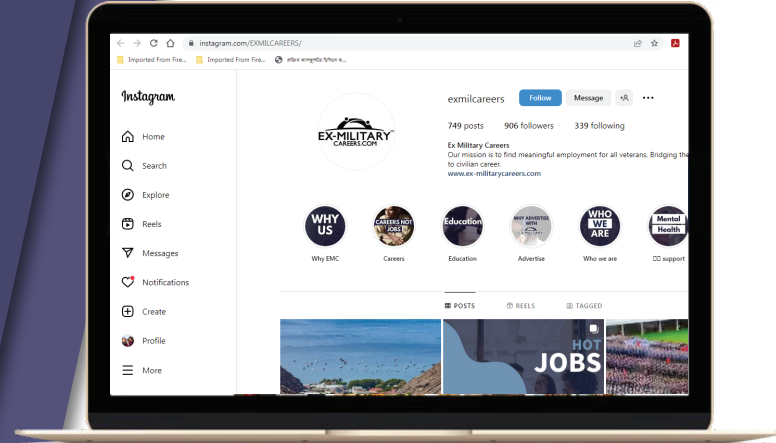 instagram.com/EXMILCAREERS/
Imported From Fire... Imported From Fire...
Instagram
Home
Search
Explore
Reels
Messages
Notifications
Create
Profile
More
EX-MILITARY
CAREERS.COM
exmilcareers Follow Message
749 posts 906 followers 339 following
Ex Military Careers
Our mission is to find meaningful employment for all veterans. Bridging the
to civilian career.
www.ex-militarycareers.com
WHY
US
CAREERS NOT
JOBS
Education
WHY ADVERTISE
WITH
EX-MILITARY
WHO
WE
ARE
Mental
Health
Why EMC Careers Education Advertise Who we are support
POSTS REELS TAGGED
HOT
JOBS